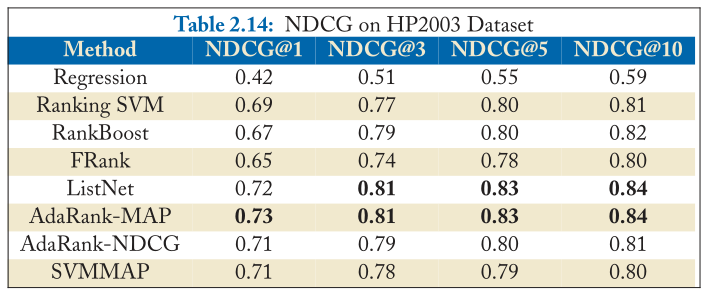 Table 2.14: NDCG on HP2003 Dataset
Method NDCG@1 NDCG@3 NDCG@5 NDCG@10
Regression 0.42 0.51 0.55 0.59
Ranking SVM 0.69 0.77 0.80 0.81
RankBoost 0.67 0.79 0.80 0.82
FRank 0.65 0.74 0.78 0.80
ListNet 0.72 0.81 0.83 0.84
AdaRank-MAP 0.73 0.81 0.83 0.84
AdaRank-NDCG 0.71 0.79 0.80 0.81
SVMMAP 0.71 0.78 0.79 0.80